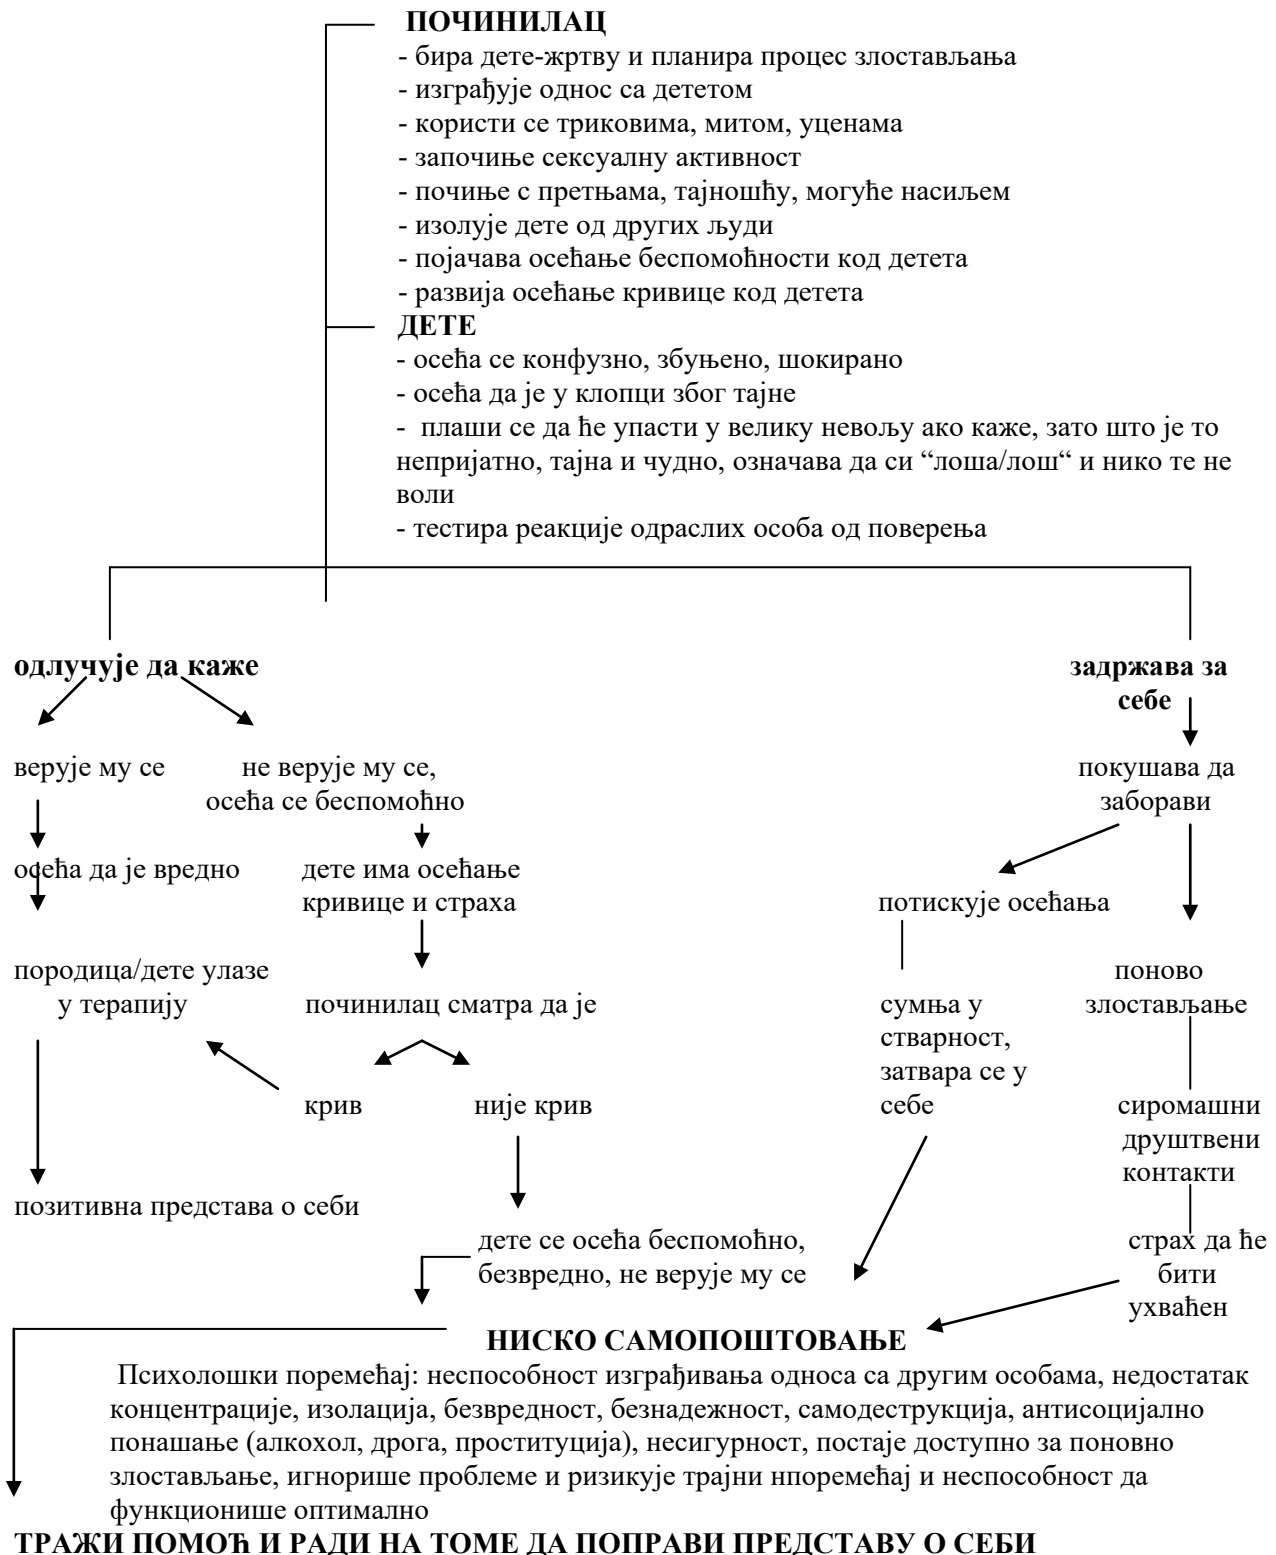 ПОЧИНИЛАЦ
- бира дете-жртву и планира процес злостављања
- изграђује однос са дететом
- користи се триковима, митом, уценама
- започиње сексуалну активност
- почиње с претњама, тајношћу, могуће насиљем
- изолује дете од других људи
- појачава осећање беспомоћности код детета
- развија осећање кривице код детета
ДЕТЕ
- осећа се конфузно, збуњено, шокирано
- осећа да је у клопци због тајне
- плаши се да ће упасти у велику невољу ако каже, зато што је то
непријатно, тајна и чудно, означава да си “лоша/лош“ и нико те не
воли
- тестира реакције одраслих особа од поверења
одлучује да каже
верује му се
осећа да је вредно
породица/дете улазе
у терапију
позитивна представа о себи
не верује му се,
осећа се беспомоћно
дете има осећање
кривице и страха
починилац сматра да је
крив
није крив
дете се осећа беспомоћно,
безвредно, не верује му се
задржава за
себе
покушава да
заборави
потискује осећања
сумња у
стварност,
затвара се у
себе
поново
злостављање
сиромашни
друштвени
контакти
страх да ће
бити
ухваћен
НИСКО САМОПОШТОВАЊЕ
Психолошки поремећај: неспособност изграђивања односа са другим особама, недостатак
концентрације, изолација, безвредност, безнадежност, самодеструкција, антисоцијално
понашање (алкохол, дрога, проституција), несигурност, постаје доступно за поновно
злостављање, игнорише проблеме и ризикује трајни нпоремећај и неспособност да
функционише оптимално
ТРАЖИ ПОМОЋ И РАДИ НА ТОМЕ ДА ПОПРАВИ ПРЕДСТАВУ О СЕБИ